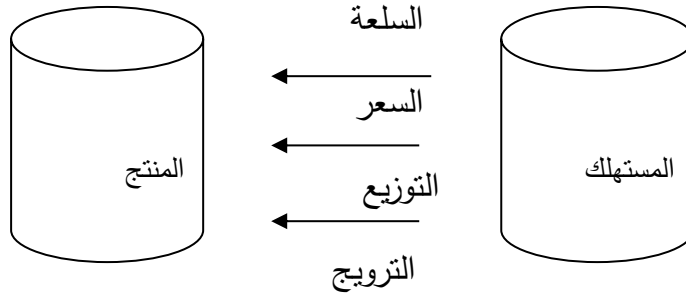 السلعة
السعر
المستهلك
المنتج
التوزيع
الترويج